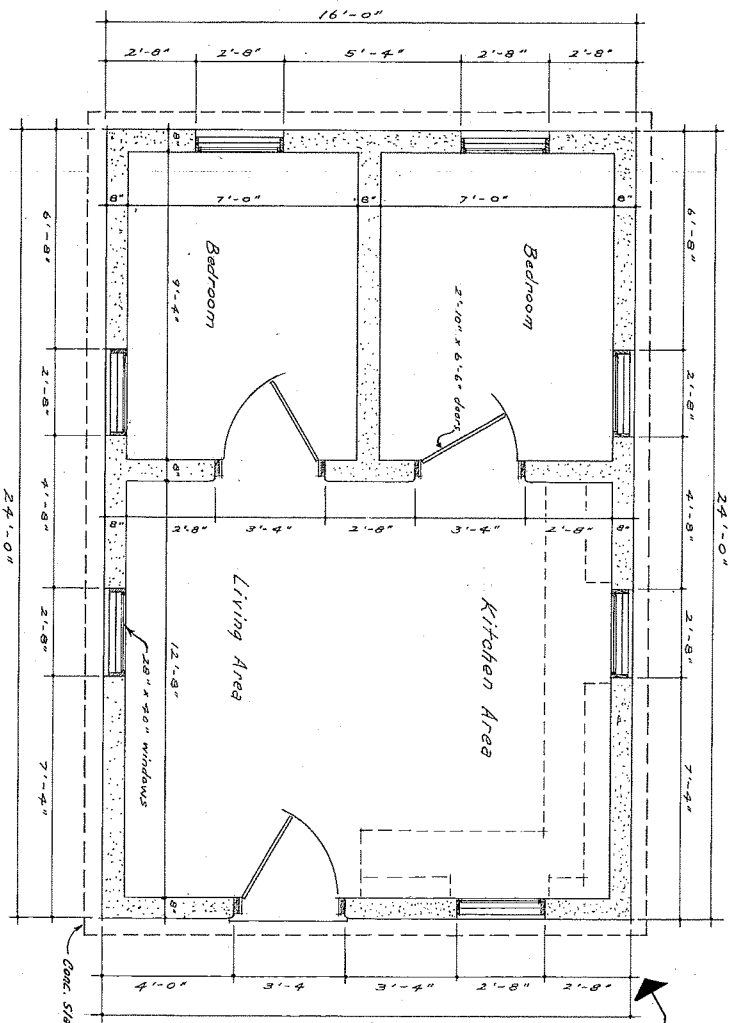 16'-0"
2'-8" 2'-8" 5'-4" 2'-8" 2'-8"
8"
8" 7'-0" 8" 7'-0" 8"
6'-8"
6'-8"
Bedroom
Bedroom
9'-4"
2'-10" x 6'-6" doors
2'-8"
2'-8"
8"
24'-0"
24'-0"
4'-8"
4'-8"
8" 2'-8" 3'-4" 2'-8" 3'-4" 2'-8" 8"
Living Area
Kitchen Area
2'-8"
2'-8"
12'-8"
28" x 40" windows
7'-4"
7'-4"
8"
Conc.
4'-0" 3'-4 3'-4" 2'-8" 2'-8"